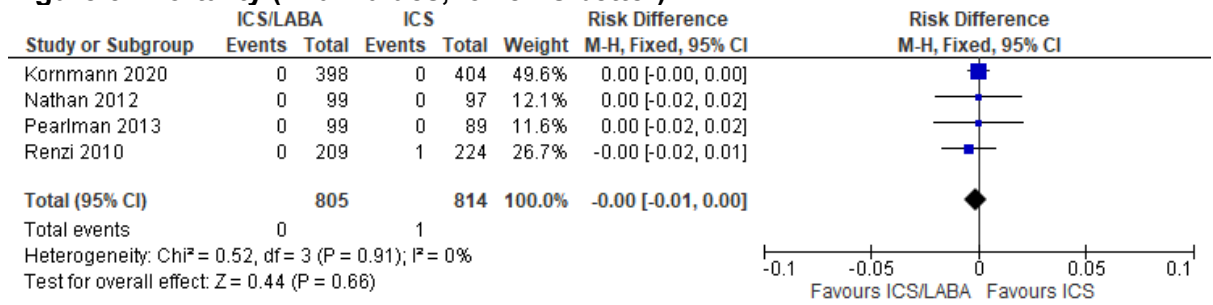 ICS/LABA ICS Risk Difference Risk Difference
Study or Subgroup Events Total Events Total Weight M-H, Fixed, 95% CI M-H, Fixed, 95% CI
Kornmann 2020 0 398 0 404 49.6% 0.00 [-0.00, 0.00]
Nathan 2012 0 99 0 97 12.1% 0.00 [-0.02, 0.02]
Pearlman 2013 0 99 0 89 11.6% 0.00 [-0.02, 0.02]
Renzi 2010 0 209 1 224 26.7% -0.00 [-0.02, 0.01]
Total (95% CI) 805 814 100.0% -0.00 [-0.01, 0.00]
Total events 0 1
Heterogeneity: Chi² = 0.52, df = 3 (P = 0.91); I² = 0%
Test for overall effect: Z = 0.44 (P = 0.66)
-0.1 -0.05 0 0.05 0.1
Favours ICS/LABA Favours ICS